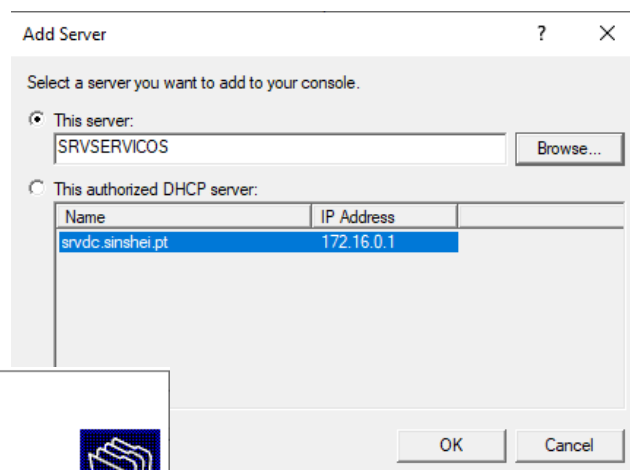 Add Server
?
Select a server you want to add to your console.
This server:
SRVSERVICOS
Browse...
This authorized DHCP server:
Name IP Address
srvdc.sinshei.pt 172.16.0.1
OK Cancel